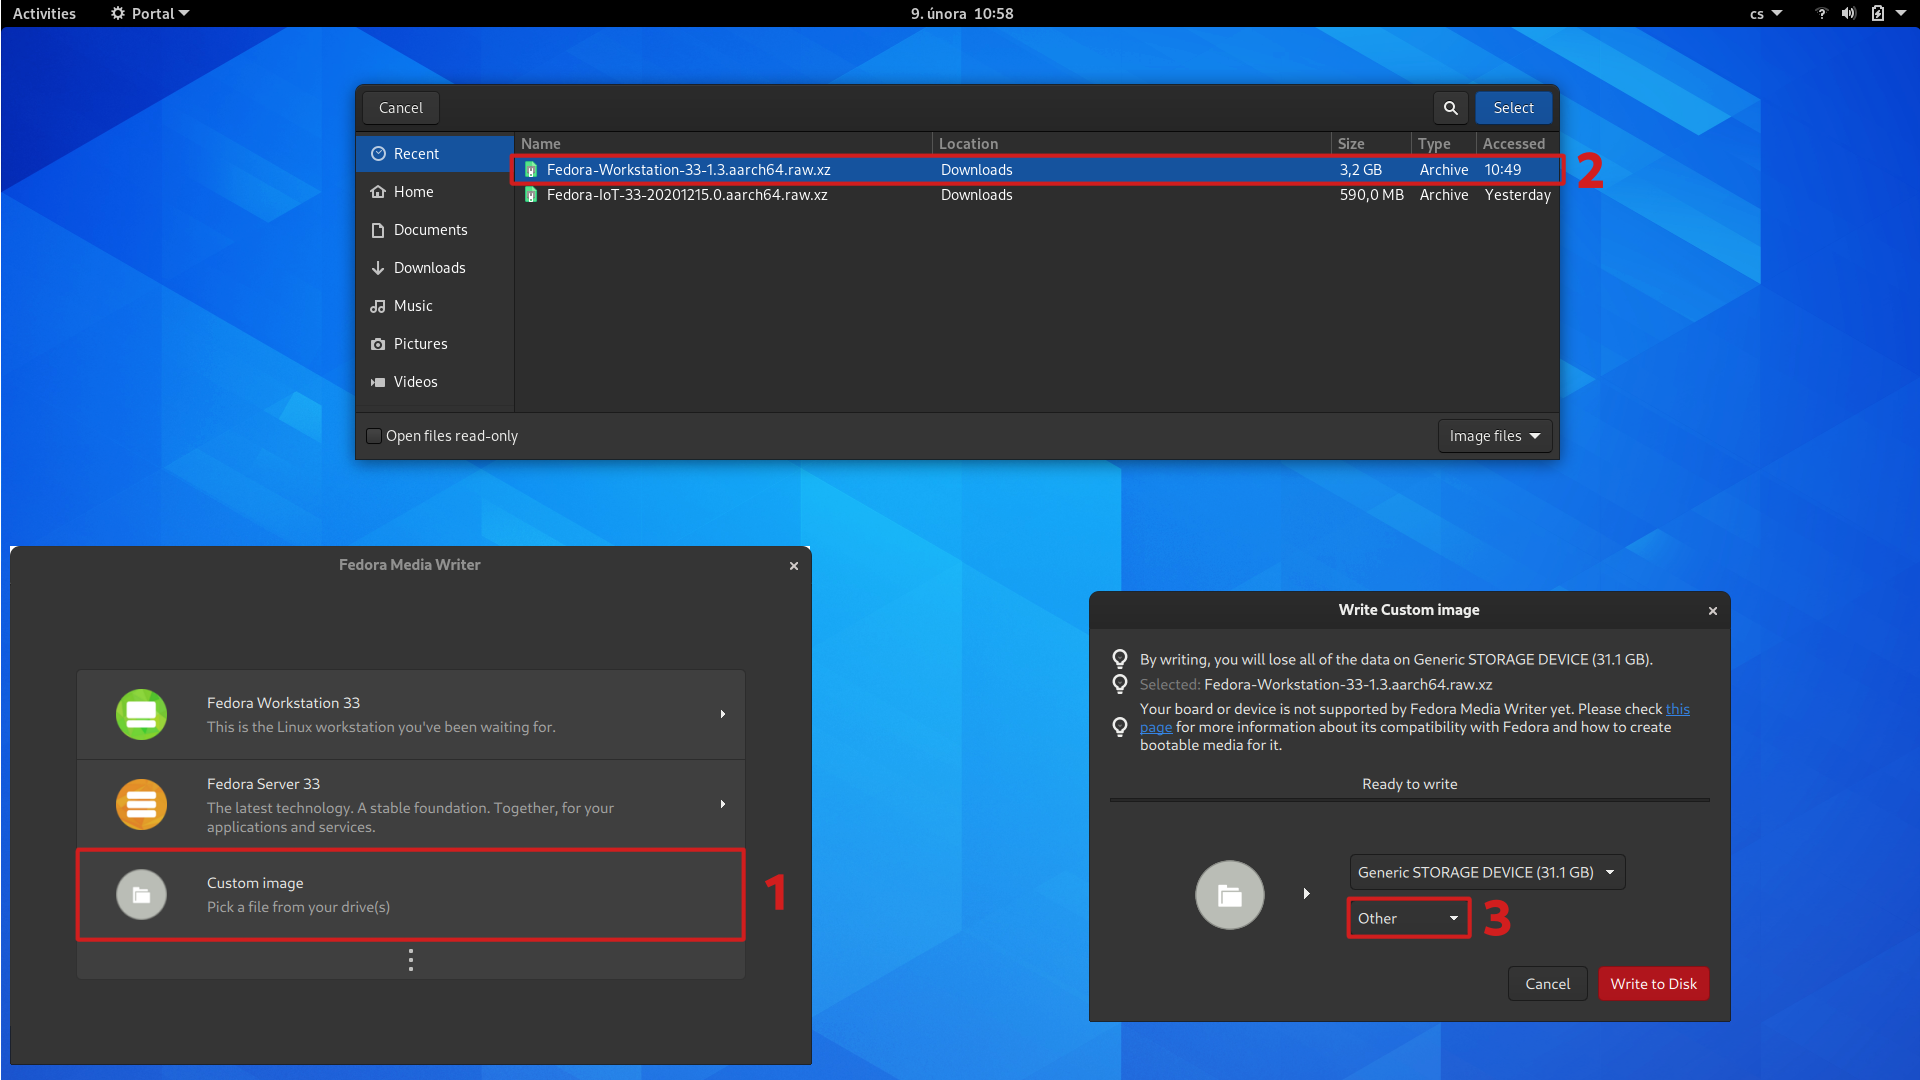 Activities Portal 9. února 10:58 cs
Cancel Select
Name Location Size Type Accessed
Recent
Fedora-Workstation-33-1.3.aarch64.raw.xz Downloads 3,2 GB Archive 10:49 2
Fedora-IoT-33-20201215.0.aarch64.raw.xz Downloads 590,0 MB Archive Yesterday
Home
Documents
Downloads
Music
Pictures
Videos
Open files read-only Image files
Fedora Media Writer
Fedora Workstation 33
This is the Linux workstation you've been waiting for.
Fedora Server 33
The latest technology. A stable foundation. Together, for your
applications and services.
Custom image
Pick a file from your drive(s)
1
Write Custom image
By writing, you will lose all of the data on Generic STORAGE DEVICE (31.1 GB).
Selected: Fedora-Workstation-33-1.3.aarch64.raw.xz
Your board or device is not supported by Fedora Media Writer yet. Please check this
page for more information about its compatibility with Fedora and how to create
bootable media for it.
Ready to write
Generic STORAGE DEVICE (31.1 GB)
Other 3
Cancel Write to Disk